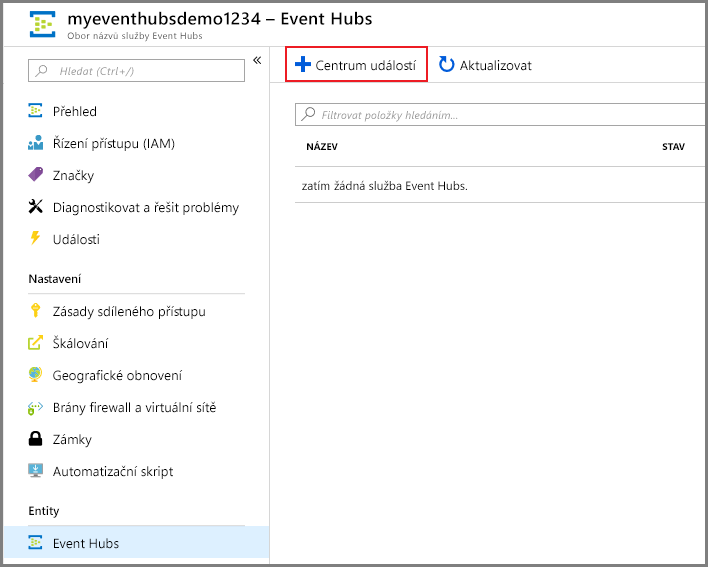 myeventhubsdemo1234 – Event Hubs
Obor názvů služby Event Hubs
Hledat (Ctrl+/)
«
Přehled
Řízení přístupu (IAM)
Značky
Diagnostikovat a řešit problémy
Události
Nastavení
Zásady sdíleného přístupu
Škálování
Geografické obnovení
Brány firewall a virtuální sítě
Zámky
Automatizační skript
Entity
Event Hubs
Centrum událostí
Aktualizovat
Filtrovat položky hledáním...
NÁZEV
STAV
zatím žádná služba Event Hubs.